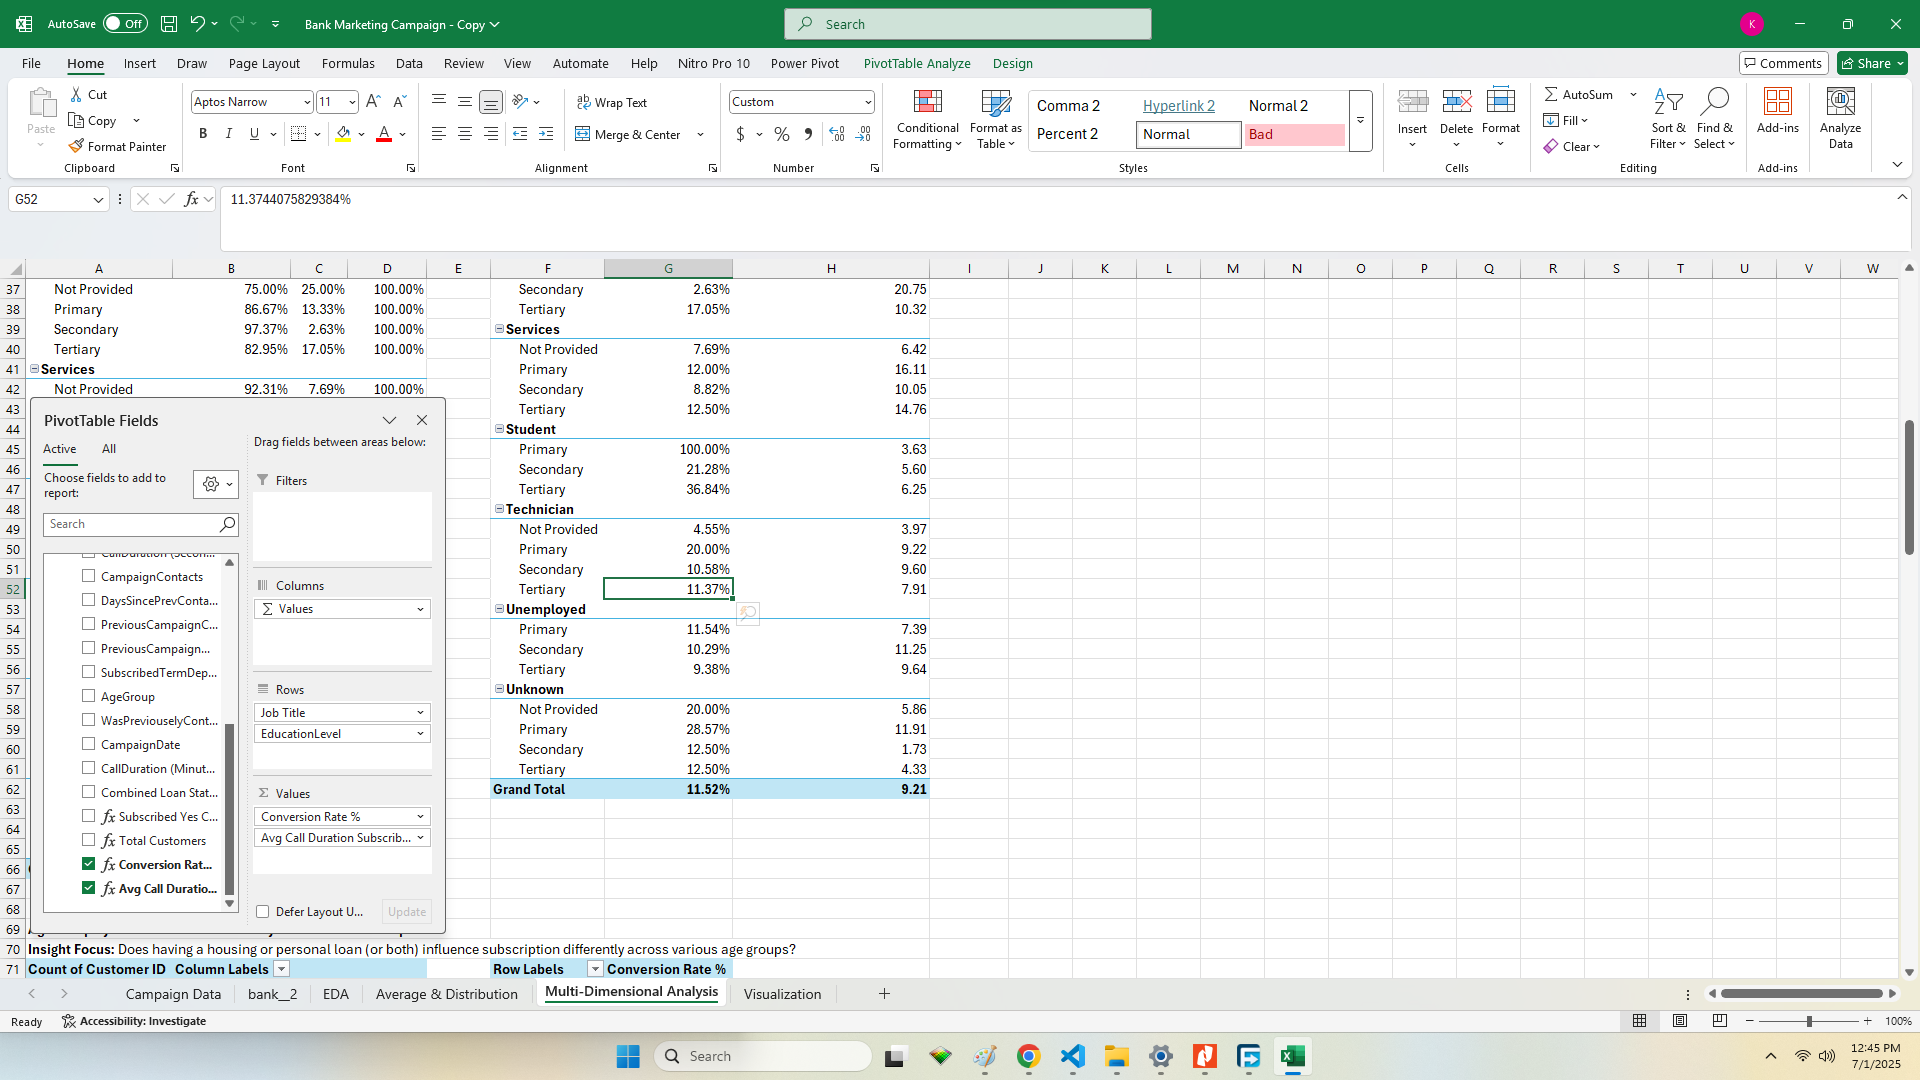 AutoSave Off Bank Marketing Campaign - Copy Search K
File Home Insert Draw Page Layout Formulas Data Review View Automate Help Nitro Pro 10 Power Pivot PivotTable Analyze Design Comments Share
Paste Cut Copy Format Painter Clipboard
Aptos Narrow 11 B I U Font
Wrap Text Merge & Center Alignment
Custom $ % Number
Conditional Formatting Format as Table
Comma 2 Hyperlink 2 Normal 2
Percent 2 Normal Bad
Styles
Insert Delete Format Cells
AutoSum Fill Clear Sort & Filter Find & Select Editing
Add-ins Add-ins
Analyze Data
G52 fx 11.3744075829384%
A B C D E F G H I J K L M N O P Q R S T U V W
37 Not Provided 75.00% 25.00% 100.00% Secondary 2.63% 20.75
38 Primary 86.67% 13.33% 100.00% Tertiary 17.05% 10.32
39 Secondary 97.37% 2.63% 100.00% Services
40 Tertiary 82.95% 17.05% 100.00% Not Provided 7.69% 6.42
41 Services Primary 12.00% 16.11
42 Not Provided 92.31% 7.69% 100.00% Secondary 8.82% 10.05
43 Tertiary 12.50% 14.76
44 Student
45 Primary 100.00% 3.63
46 Secondary 21.28% 5.60
47 Tertiary 36.84% 6.25
48 Technician
49 Not Provided 4.55% 3.97
50 Primary 20.00% 9.22
51 Secondary 10.58% 9.60
52 Tertiary 11.37% 7.91
53 Unemployed
54 Primary 11.54% 7.39
55 Secondary 10.29% 11.25
56 Tertiary 9.38% 9.64
57 Unknown
58 Not Provided 20.00% 5.86
59 Primary 28.57% 11.91
60 Secondary 12.50% 1.73
61 Tertiary 12.50% 4.33
62 Grand Total 11.52% 9.21
63
64
65
66
67
68
69
70 Insight Focus: Does having a housing or personal loan (or both) influence subscription differently across various age groups?
71 Count of Customer ID Column Labels Row Labels Conversion Rate %
PivotTable Fields
Active All
Choose fields to add to
report:
Search
CampaignContacts
DaysSincePrevConta...
PreviousCampaignC...
PreviousCampaign...
SubscribedTermDep...
AgeGroup
WasPreviouselyCont...
CampaignDate
CallDuration (Minut...
Combined Loan Stat...
fx Subscribed Yes C...
fx Total Customers
fx Conversion Rat...
fx Avg Call Duratio...
Drag fields between areas below:
Filters
Columns
Σ Values
Rows
Job Title
EducationLevel
Σ Values
Conversion Rate %
Avg Call Duration Subscrib...
Defer Layout U... Update
Campaign Data bank__2 EDA Average & Distribution Multi-Dimensional Analysis Visualization
Ready Accessibility: Investigate 100%
Search
12:45 PM
7/1/2025